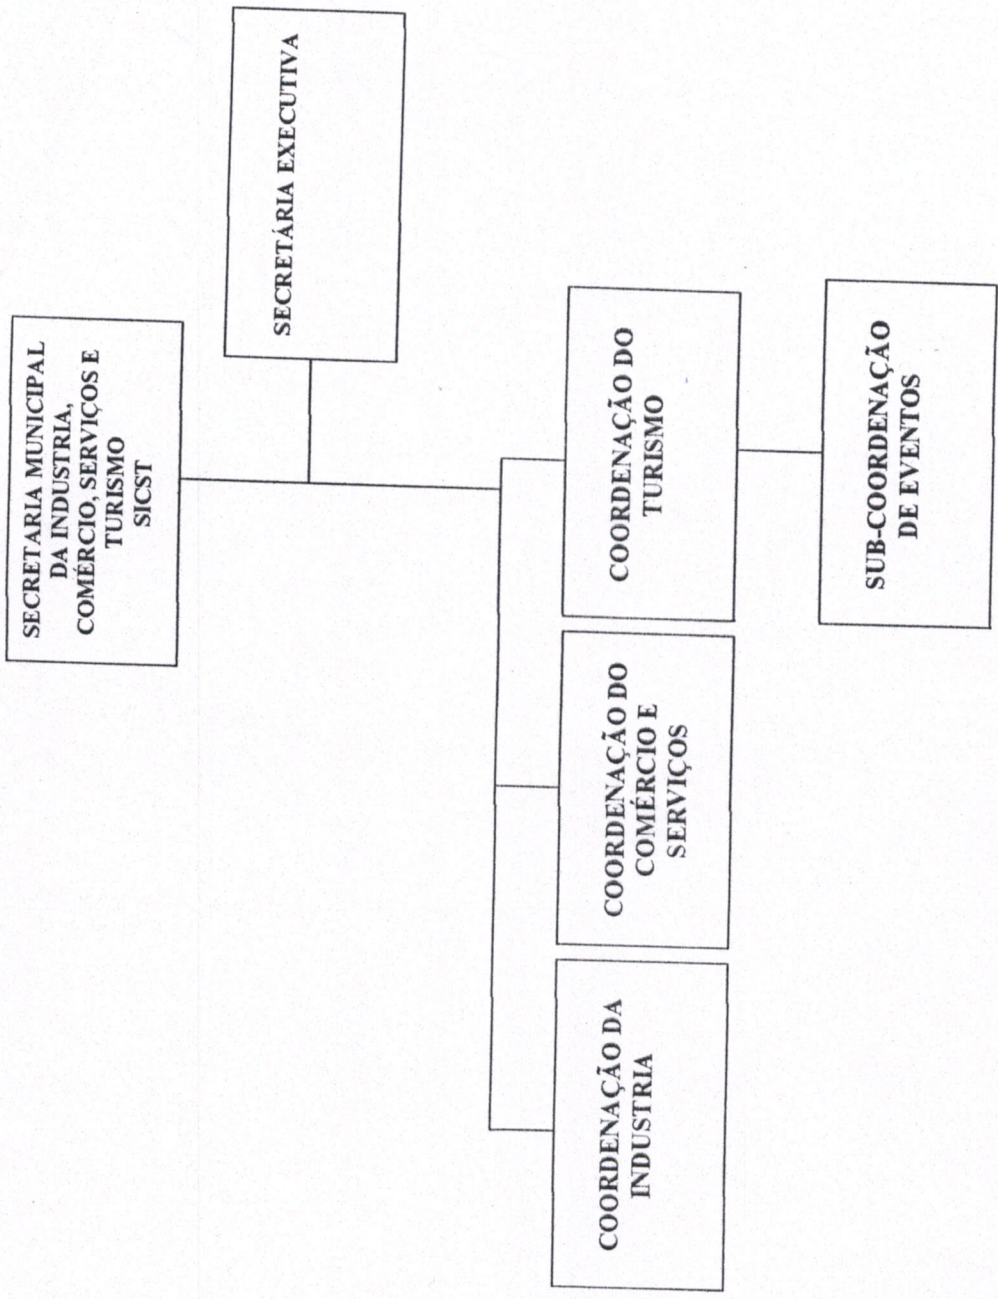 SECRETARIA MUNICIPAL
DA INDUSTRIA,
COMÉRCIO, SERVIÇOS E
TURISMO
SICST
SECRETÁRIA EXECUTIVA
COORDENAÇÃO DA
INDUSTRIA
COORDENAÇÃO DO
COMÉRCIO E
SERVIÇOS
COORDENAÇÃO DO
TURISMO
SUB-COORDENAÇÃO
DE EVENTOS